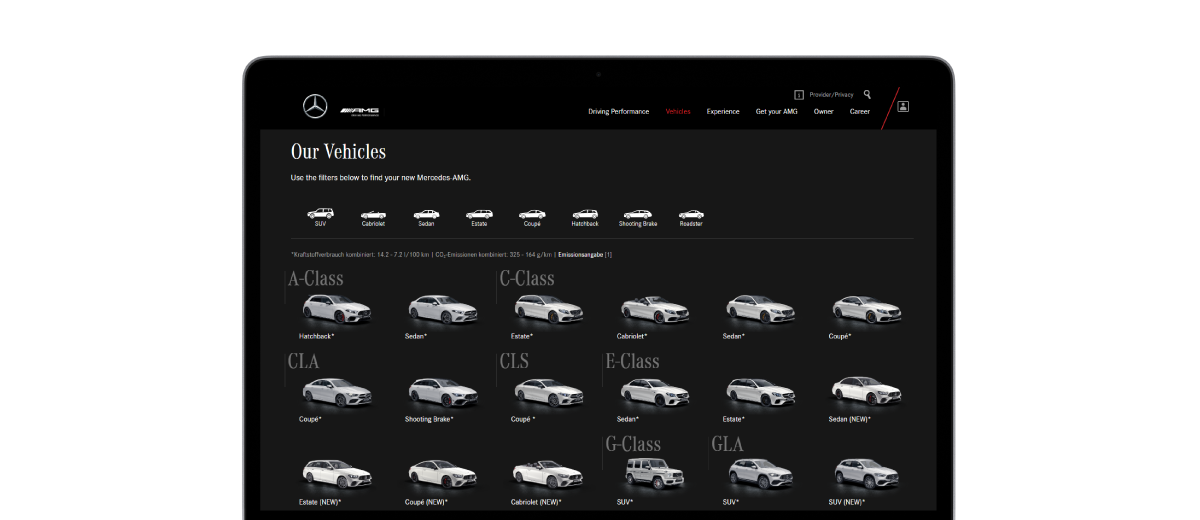 Provider/Privacy
AMG
Driving Performance Vehicles Experience Get your AMG Owner Career
Our Vehicles
Use the filters below to find your new Mercedes-AMG.
SUV Cabriolet Sedan Estate Coupé Hatchback Shooting Brake Roadster
*Kraftstoffverbrauch kombiniert: 14.2 - 7.2 l/100 km | CO₂-Emissionen kombiniert: 325 - 164 g/km | Emissionsangabe [1]
A-Class C-Class
Hatchback* Sedan* Estate* Cabriolet* Sedan* Coupé*
CLA CLS E-Class
Coupé* Shooting Brake* Coupé * Sedan* Estate* Sedan (NEW)*
G-Class GLA
Estate (NEW)* Coupé (NEW)* Cabriolet (NEW)* SUV* SUV* SUV (NEW)*